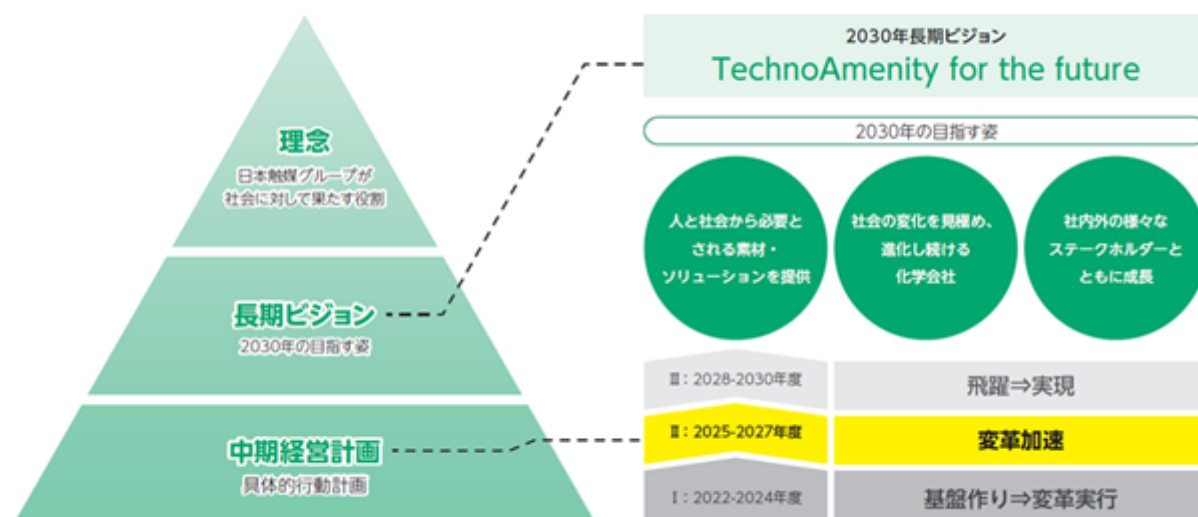 理念
日本触媒グループが
社会に対して果たす役割
長期ビジョン
2030年の目指す姿
中期経営計画
具体的行動計画
2030年長期ビジョン
TechnoAmenity for the future
2030年の目指す姿
人と社会から必要と
される素材・
ソリューションを提供
社会の変化を見極め、
進化し続ける
化学会社
社内外の様々な
ステークホルダーと
ともに成長
Ⅲ：2028-2030年度
飛躍⇒実現
Ⅱ：2025-2027年度
変革加速
Ⅰ：2022-2024年度
基盤作り⇒変革実行